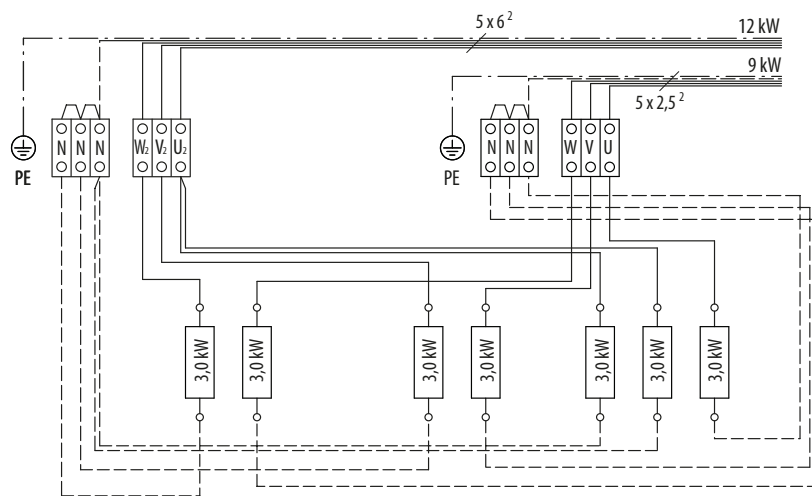 5 x 6²
12 kW
9 kW
5 x 2,5²
N N N
W₂ V₂ U₂
N N N
W V U
PE
PE
3,0 kW
3,0 kW
3,0 kW
3,0 kW
3,0 kW
3,0 kW
3,0 kW